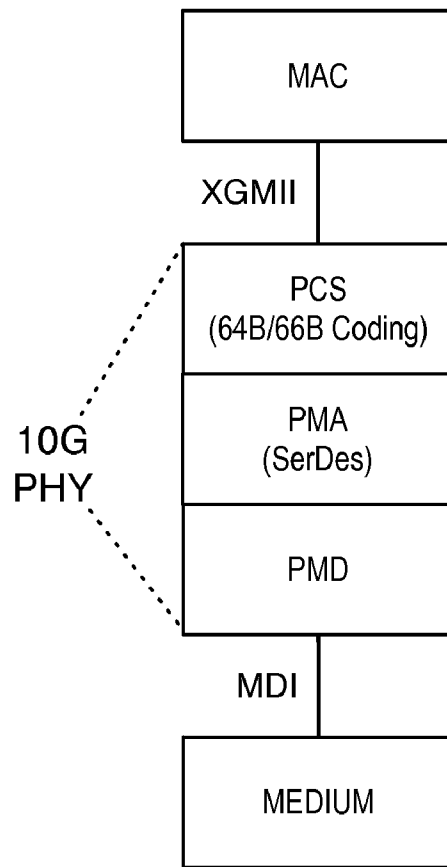 MAC
XGMII
PCS
(64B/66B Coding)
PMA
(SerDes)
10G
PHY
PMD
MDI
MEDIUM